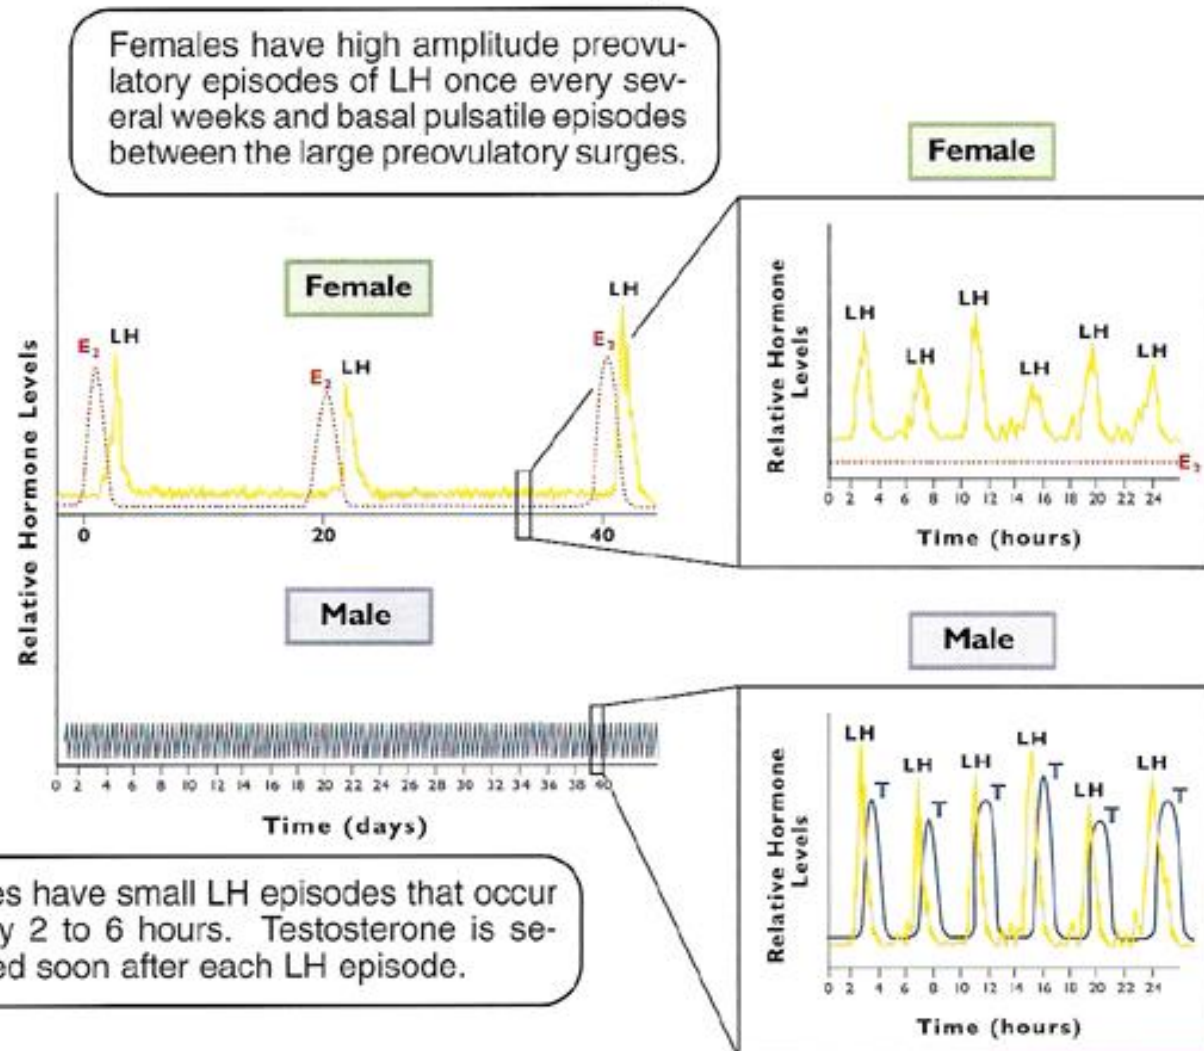 Females have high amplitude preovu-
latory episodes of LH once every sev-
eral weeks and basal pulsatile episodes
between the large preovulatory surges.
Female
Relative Hormone Levels
E2 LH
E2 LH
E2 LH
0 20 40
Male
0 2 4 6 8 10 12 14 16 18 20 22 24 26 28 30 32 34 36 38 40
Time (days)
es have small LH episodes that occur
y 2 to 6 hours. Testosterone is se-
ed soon after each LH episode.
Female
Relative Hormone
Levels
LH LH LH LH LH LH
E2
0 2 4 6 8 10 12 14 16 18 20 22 24
Time (hours)
Male
Relative Hormone
Levels
LH T LH T LH T LH T LH T LH T
0 2 4 6 8 10 12 14 16 18 20 22 24
Time (hours)